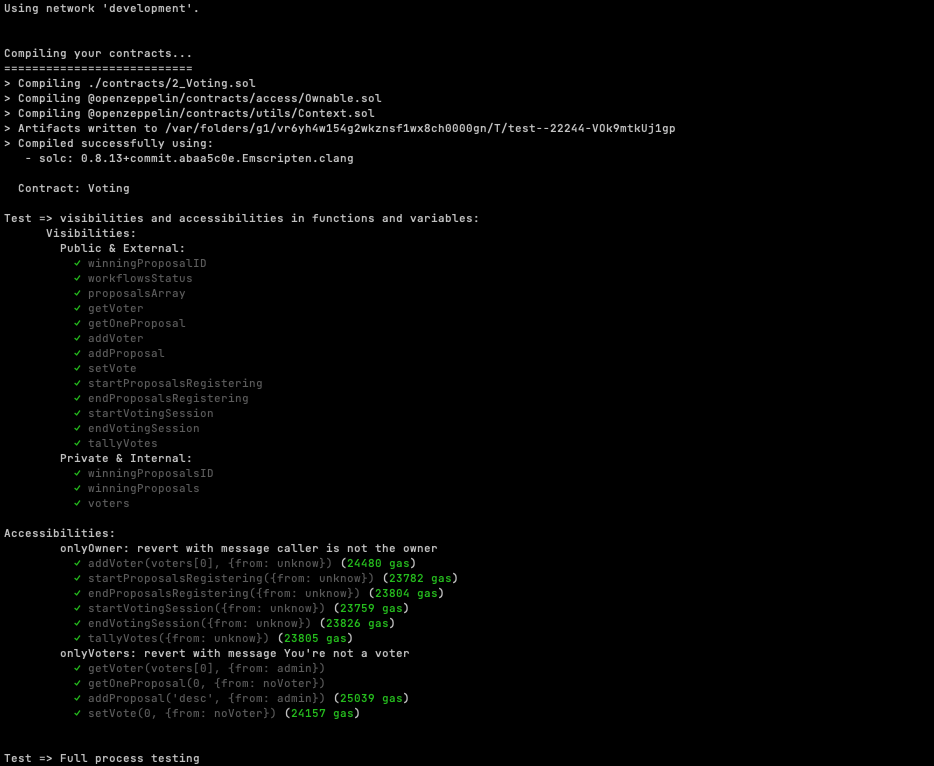 Using network 'development'.
Compiling your contracts...
===========================
> Compiling ./contracts/2_Voting.sol
> Compiling @openzeppelin/contracts/access/Ownable.sol
> Compiling @openzeppelin/contracts/utils/Context.sol
> Artifacts written to /var/folders/g1/vr6yh4w154g2wkznsf1wx8ch0000gn/T/test--22244-VOk9mtkUj1gp
> Compiled successfully using:
- solc: 0.8.13+commit.abaa5c0e.Emscripten.clang
Contract: Voting
Test => visibilities and accessibilities in functions and variables:
Visibilities:
Public & External:
✓ winningProposalID
✓ workflowsStatus
✓ proposalsArray
✓ getVoter
✓ getOneProposal
✓ addVoter
✓ addProposal
✓ setVote
✓ startProposalsRegistering
✓ endProposalsRegistering
✓ startVotingSession
✓ endVotingSession
✓ tallyVotes
Private & Internal:
✓ winningProposalsID
✓ winningProposals
✓ voters
Accessibilities:
onlyOwner: revert with message caller is not the owner
✓ addVoter(voters[0], {from: unknow}) (24480 gas)
✓ startProposalsRegistering({from: unknow}) (23782 gas)
✓ endProposalsRegistering({from: unknow}) (23804 gas)
✓ startVotingSession({from: unknow}) (23759 gas)
✓ endVotingSession({from: unknow}) (23826 gas)
✓ tallyVotes({from: unknow}) (23805 gas)
onlyVoters: revert with message You're not a voter
✓ getVoter(voters[0], {from: admin})
✓ getOneProposal(0, {from: noVoter})
✓ addProposal('desc', {from: admin}) (25039 gas)
✓ setVote(0, {from: noVoter}) (24157 gas)
Test => Full process testing